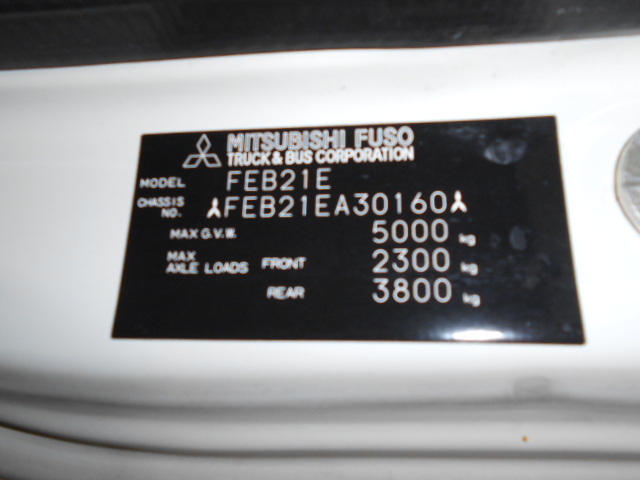 MITSUBISHI FUSO
TRUCK & BUS CORPORATION
MODEL FEB21E
CHASSIS NO. FEB21EA30160
MAX G.V.W. 5000 kg
MAX AXLE LOADS FRONT 2300 kg
REAR 3800 kg